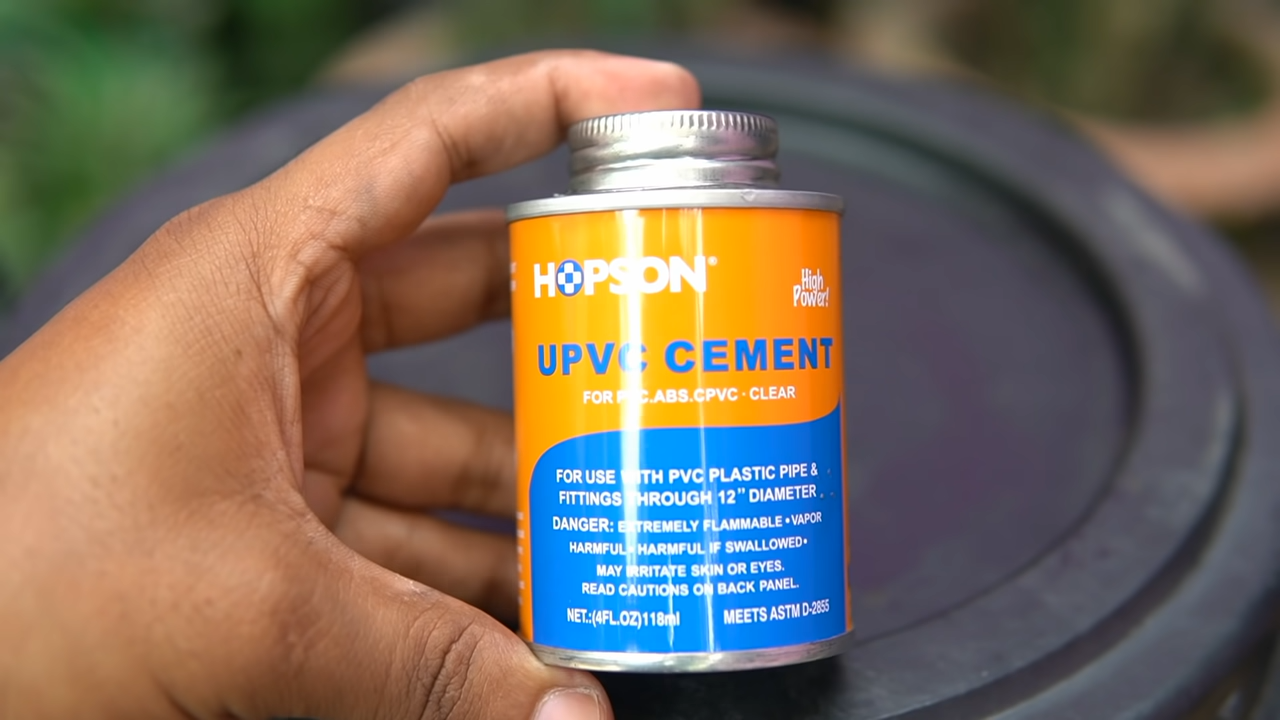 HOPSON®
High
Power!
UPVC CEMENT
FOR PVC.ABS.CPVC · CLEAR
FOR USE WITH PVC PLASTIC PIPE &
FITTINGS THROUGH 12" DIAMETER
DANGER: EXTREMELY FLAMMABLE • VAPOR
HARMFUL• HARMFUL IF SWALLOWED•
MAY IRRITATE SKIN OR EYES.
READ CAUTIONS ON BACK PANEL.
NET.:(4FL.OZ)118ml MEETS ASTM D-2855